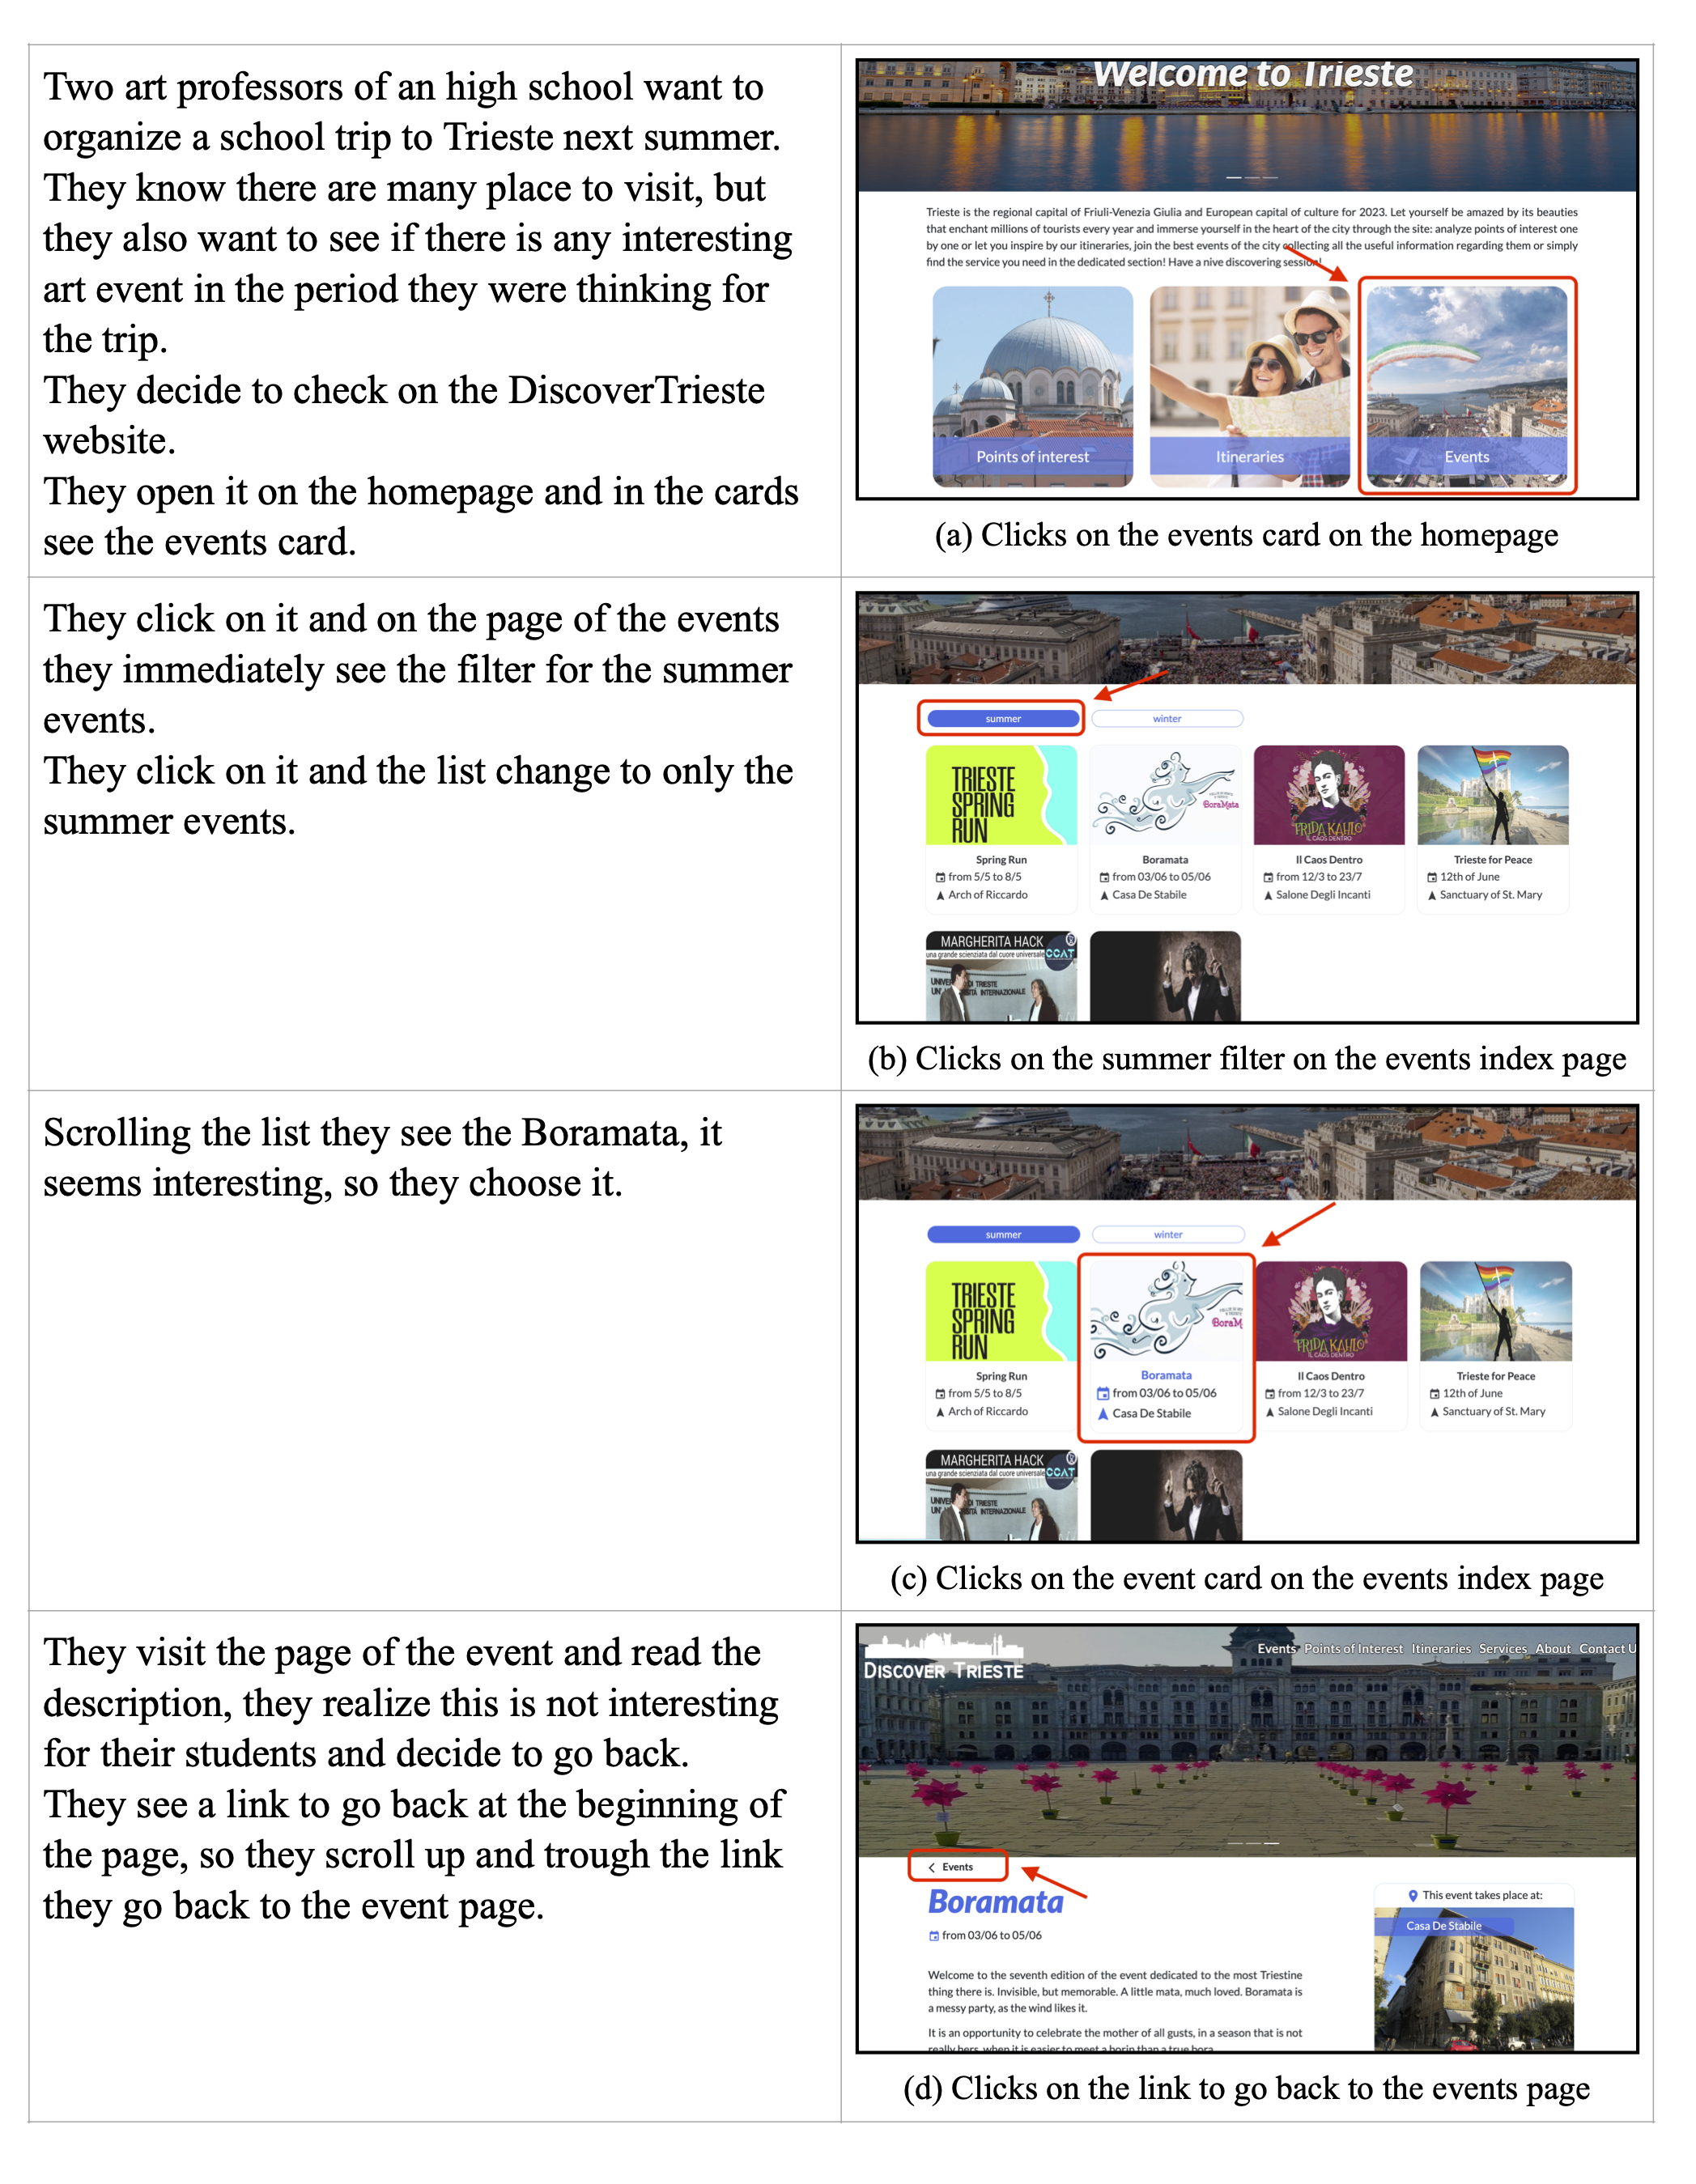 Two art professors of an high school want to
organize a school trip to Trieste next summer.
They know there are many place to visit, but
they also want to see if there is any interesting
art event in the period they were thinking for
the trip.
They decide to check on the DiscoverTrieste
website.
They open it on the homepage and in the cards
see the events card.
Welcome to Trieste
Trieste is the regional capital of Friuli-Venezia Giulia and European capital of culture for 2023. Let yourself be amazed by its beauties
that enchant millions of tourists every year and immerse yourself in the heart of the city through the site: analyze points of interest one
by one or let you inspire by our itineraries, join the best events of the city collecting all the useful information regarding them or simply
find the service you need in the dedicated section! Have a nive discovering session!
Points of interest
Itineraries
Events
(a) Clicks on the events card on the homepage
They click on it and on the page of the events
they immediately see the filter for the summer
events.
They click on it and the list change to only the
summer events.
summer
winter
TRIESTE
SPRING
RUN
Spring Run
from 5/5 to 8/5
Arch of Riccardo
BoraMata
Boramata
from 03/06 to 05/06
Casa De Stabile
FRIDA KAHLO
IL CAOS DENTRO
Il Caos Dentro
from 12/3 to 23/7
Salone Degli Incanti
Trieste for Peace
12th of June
Sanctuary of St. Mary
MARGHERITA HACK
una grande scienziata dal cuore universale
CCAT
DI TRIESTE
INTERNAZIONALE
(b) Clicks on the summer filter on the events index page
Scrolling the list they see the Boramata, it
seems interesting, so they choose it.
summer
winter
TRIESTE
SPRING
RUN
Spring Run
from 5/5 to 8/5
Arch of Riccardo
BoraM
Boramata
from 03/06 to 05/06
Casa De Stabile
FRIDA KAHLO
IL CAOS DENTRO
Il Caos Dentro
from 12/3 to 23/7
Salone Degli Incanti
Trieste for Peace
12th of June
Sanctuary of St. Mary
MARGHERITA HACK
una grande scienziata dal cuore universale
CCAT
DI TRIESTE
INTERNAZIONALE
(c) Clicks on the event card on the events index page
They visit the page of the event and read the
description, they realize this is not interesting
for their students and decide to go back.
They see a link to go back at the beginning of
the page, so they scroll up and trough the link
they go back to the event page.
DISCOVER TRIESTE
Events Points of Interest Itineraries Services About Contact U
Events
Boramata
from 03/06 to 05/06
Welcome to the seventh edition of the event dedicated to the most Triestine
thing there is. Invisible, but memorable. A little mata, much loved. Boramata is
a messy party, as the wind likes it.
It is an opportunity to celebrate the mother of all gusts, in a season that is not
really hers, when it is easier to meet a borin than a true bora.
This event takes place at:
Casa De Stabile
(d) Clicks on the link to go back to the events page